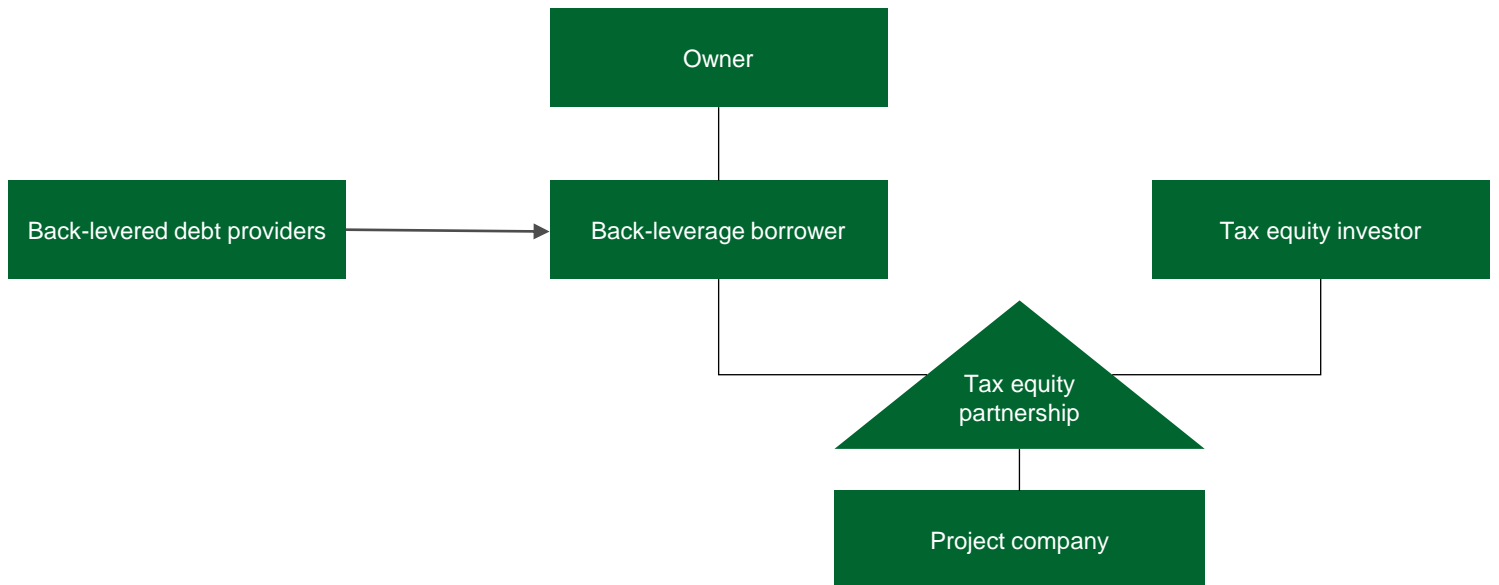 Owner
Back-levered debt providers
Back-leverage borrower
Tax equity investor
Tax equity
partnership
Project company